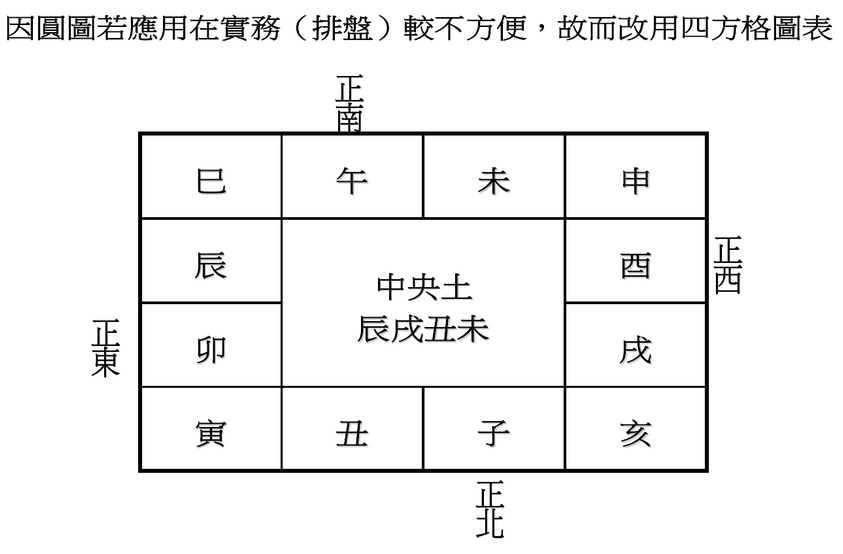 因圓圖若應用在實務（排盤）較不方便，故而改用四方格圖表
正南
巳 午 未 申
辰 酉
正西
中央土
辰戌丑未
正東
卯 戌
寅 丑 子 亥
正北